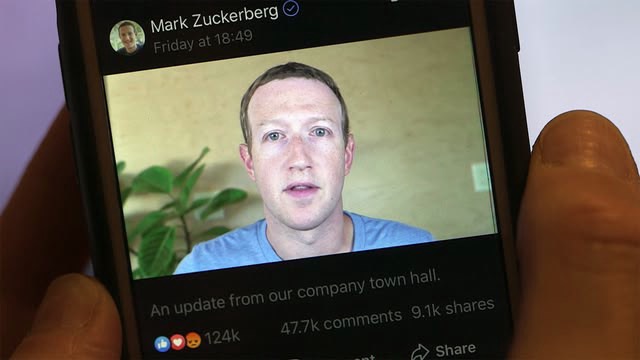 Mark Zuckerberg
Friday at 18:49
An update from our company town hall.
124k 47.7k comments 9.1k shares
Share